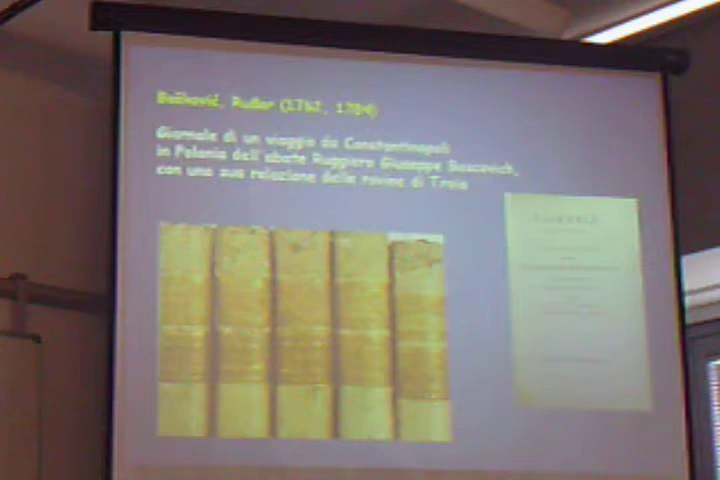 Bošković, Ruđer (1762, 1784)
Giornale di un viaggio da Constantinopoli
in Polonia dell'abate Ruggiero Giuseppe Boscovich,
con una sua relazione delle rovine di Troia